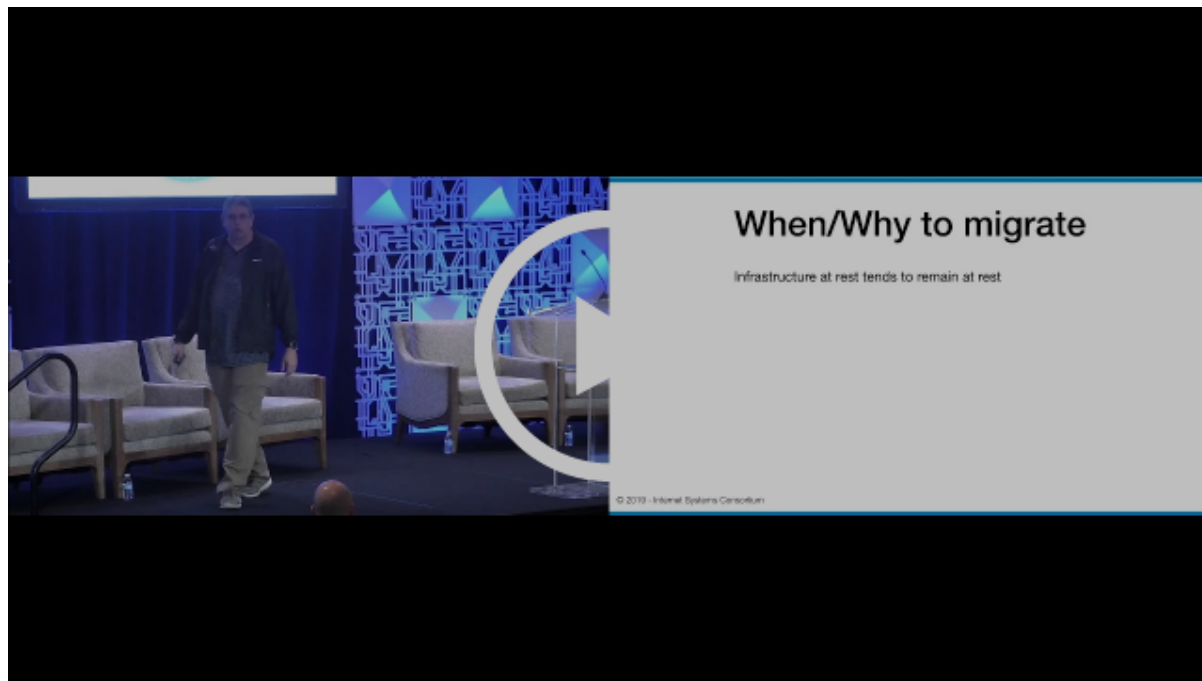 When/Why to migrate
Infrastructure at rest tends to remain at rest
© 2019 - Internet Systems Consortium